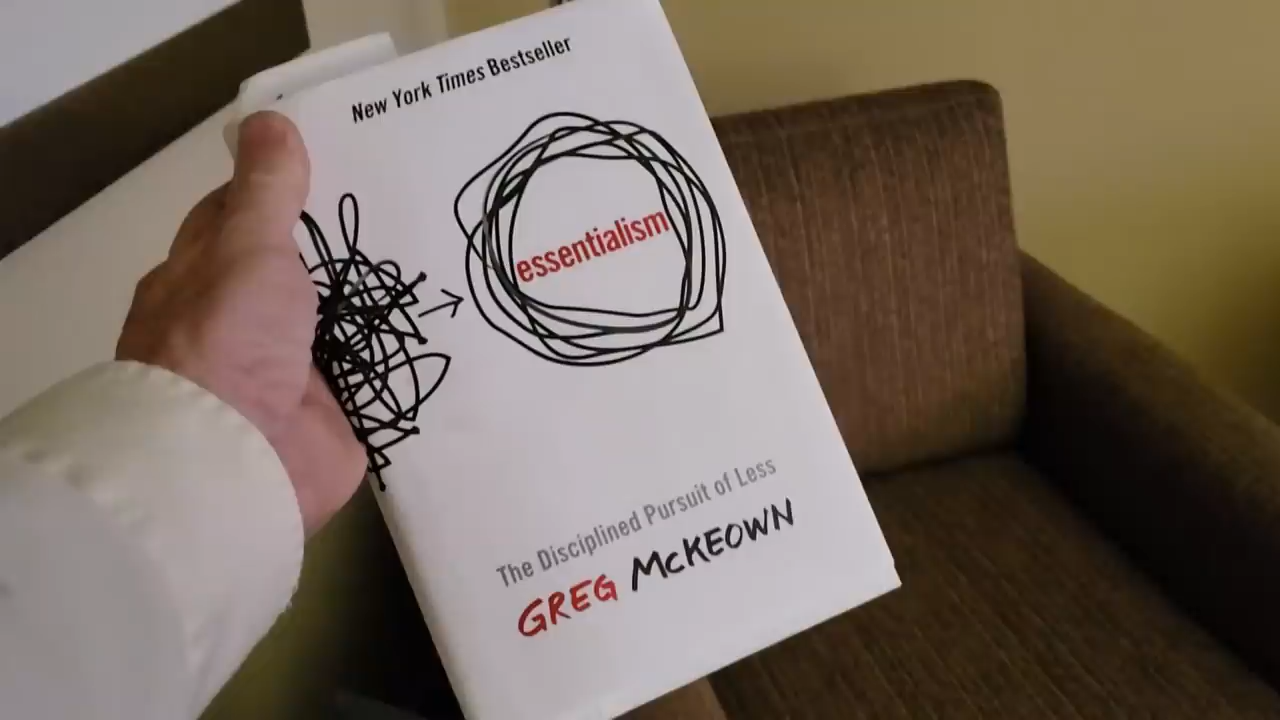 New York Times Bestseller
essentialism
The Disciplined Pursuit of Less
GREG McKEOWN